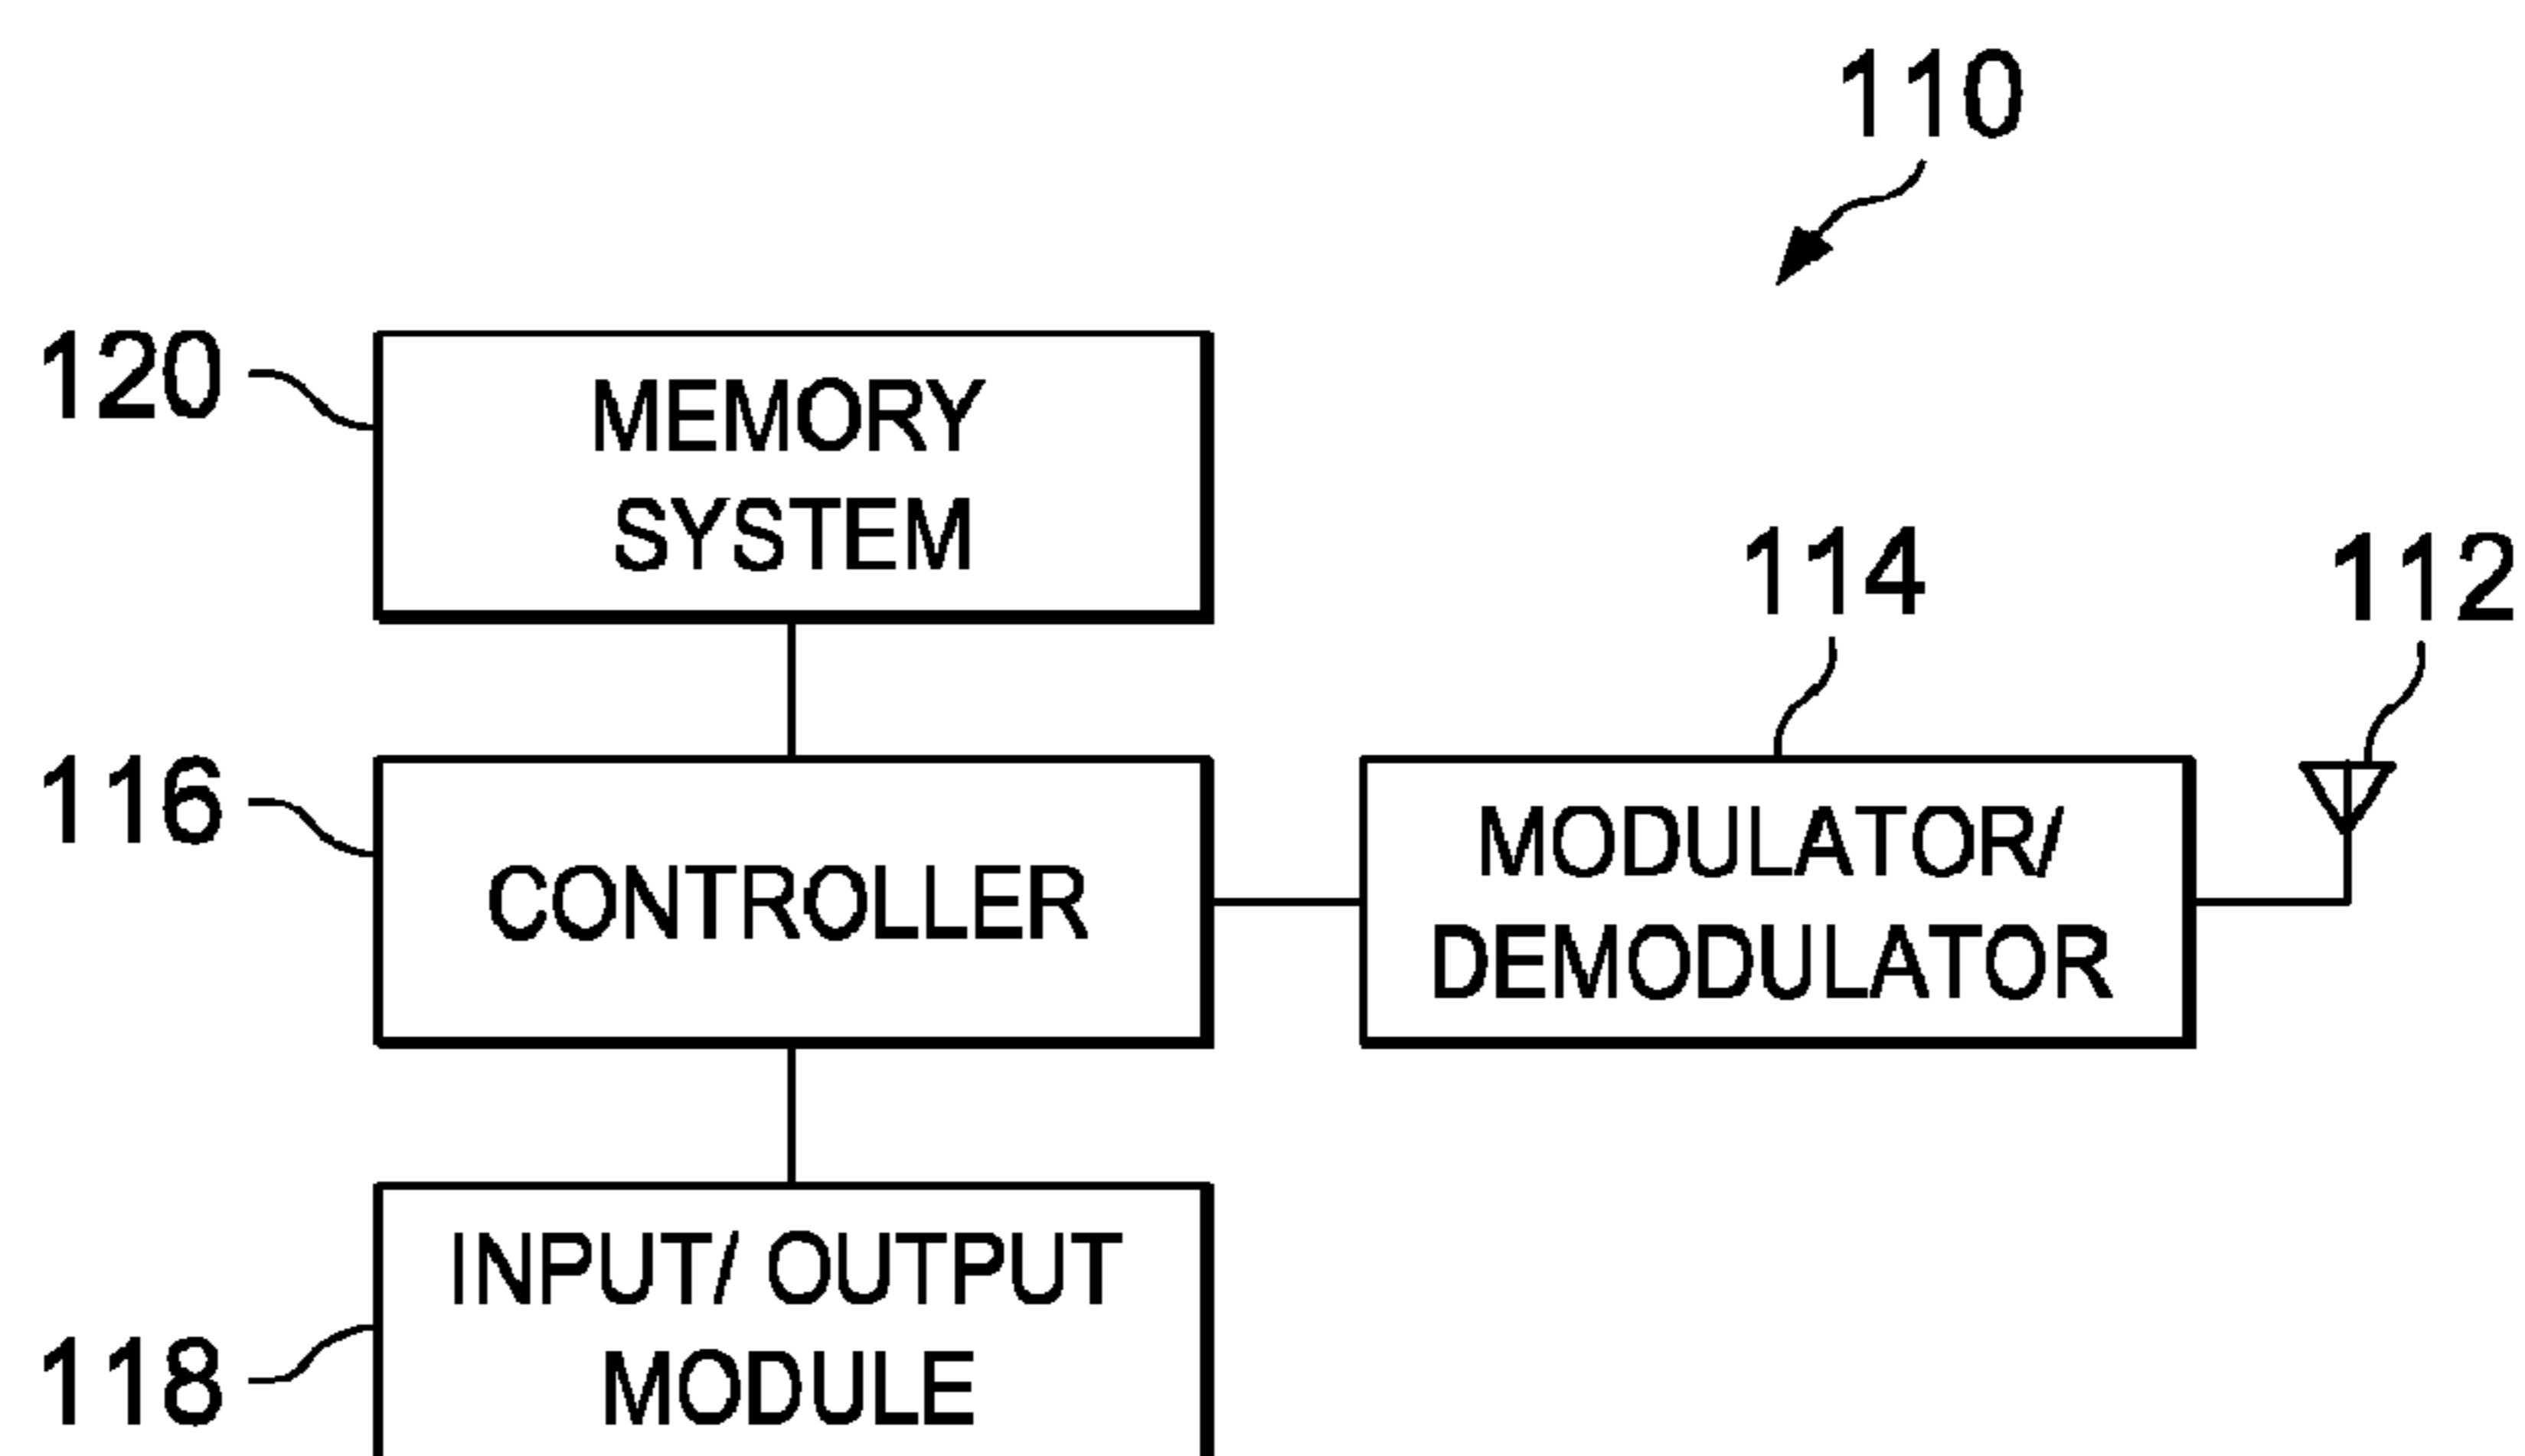 110
120
MEMORY
SYSTEM
114
112
116
CONTROLLER
MODULATOR/
DEMODULATOR
118
INPUT/ OUTPUT
MODULE